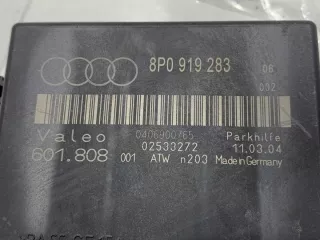 8P0 919 283 08
012
0406900765
Valeo Parkhilfe
02533272 11.03.04
601.808 001 ATW n203 Made in Germany